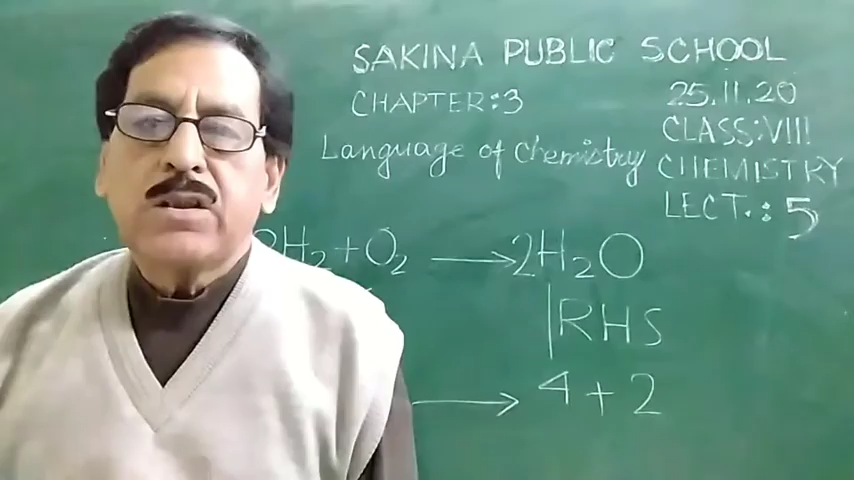 SAKINA PUBLIC SCHOOL
CHAPTER:3
25.11.20
Language of Chemistry
CLASS:VIII
CHEMISTRY
LECT.:5
2H₂+O₂ → 2H₂O
RHS
→ 4+2